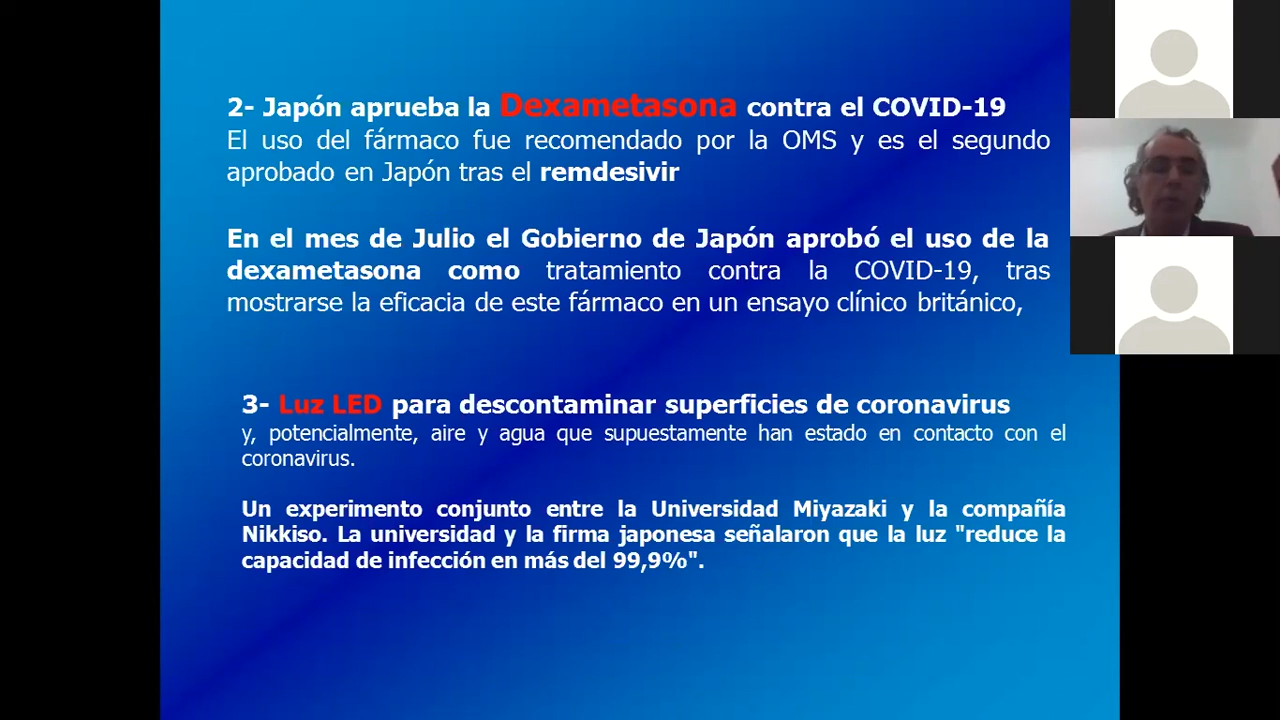 2- Japón aprueba la Dexametasona contra el COVID-19
El uso del fármaco fue recomendado por la OMS y es el segundo
aprobado en Japón tras el remdesivir
En el mes de Julio el Gobierno de Japón aprobó el uso de la
dexametasona como tratamiento contra la COVID-19, tras
mostrarse la eficacia de este fármaco en un ensayo clínico británico,
3- Luz LED para descontaminar superficies de coronavirus
y, potencialmente, aire y agua que supuestamente han estado en contacto con el
coronavirus.
Un experimento conjunto entre la Universidad Miyazaki y la compañía
Nikkiso. La universidad y la firma japonesa señalaron que la luz "reduce la
capacidad de infección en más del 99,9%".